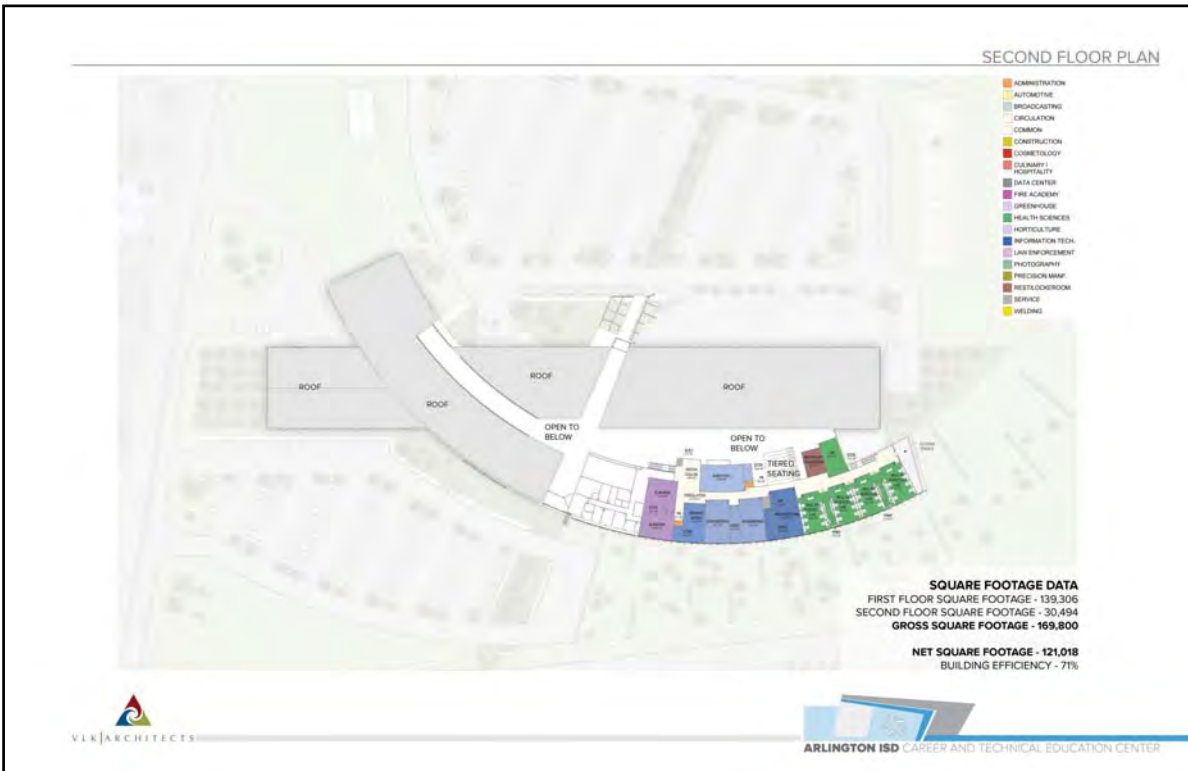 SECOND FLOOR PLAN
ADMINISTRATION
AUTOMOTIVE
BROADCASTING
CIRCULATION
COMMON
CONSTRUCTION
COSMETOLOGY
CULINARY /
HOSPITALITY
DATA CENTER
FIRE ACADEMY
GREENHOUSE
HEALTH SCIENCES
HORTICULTURE
INFORMATION TECH.
LAW ENFORCEMENT
PHOTOGRAPHY
PRECISION MANF.
REST/LOCKEROOM
SERVICE
WELDING
ROOF
ROOF
ROOF
ROOF
OPEN TO
BELOW
OPEN TO
BELOW
TIERED
SEATING
SQUARE FOOTAGE DATA
FIRST FLOOR SQUARE FOOTAGE - 139,306
SECOND FLOOR SQUARE FOOTAGE - 30,494
GROSS SQUARE FOOTAGE - 169,800
NET SQUARE FOOTAGE - 121,018
BUILDING EFFICIENCY - 71%
VLK|ARCHITECTS
ARLINGTON ISD CAREER AND TECHNICAL EDUCATION CENTER